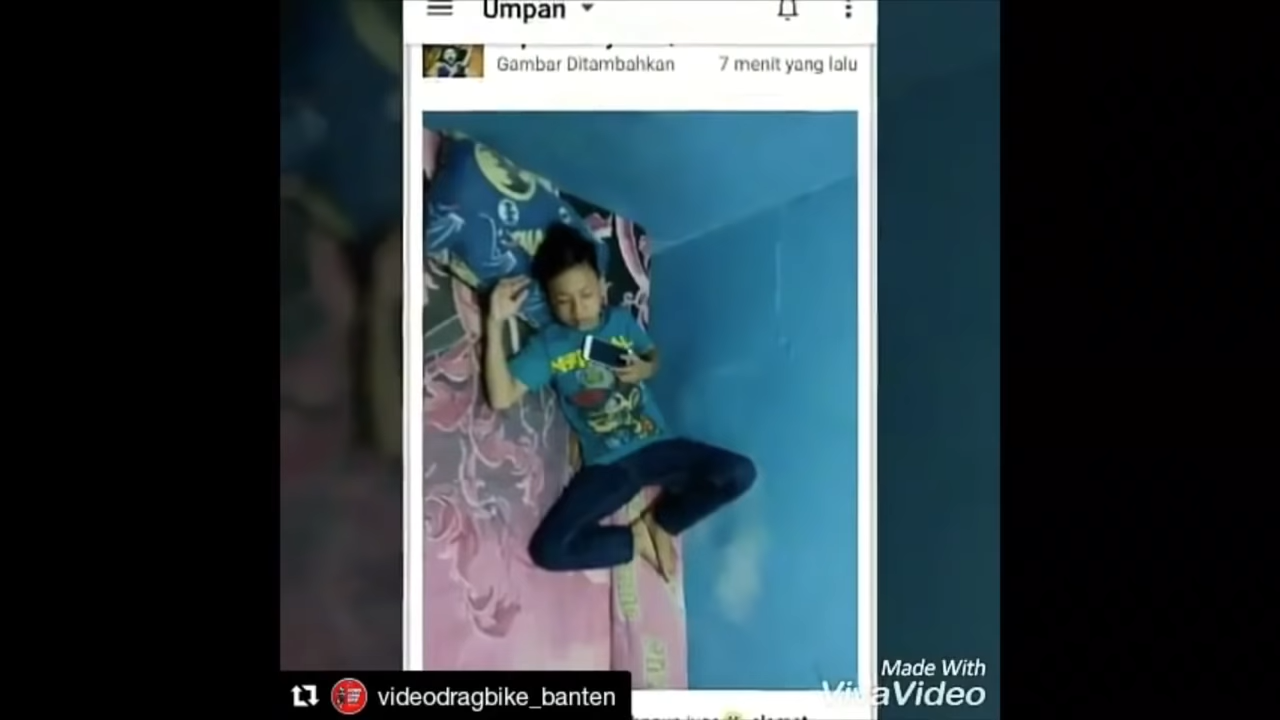 Umpan
Gambar Ditambahkan 7 menit yang lalu
videodragbike_banten
Made With
VivaVideo